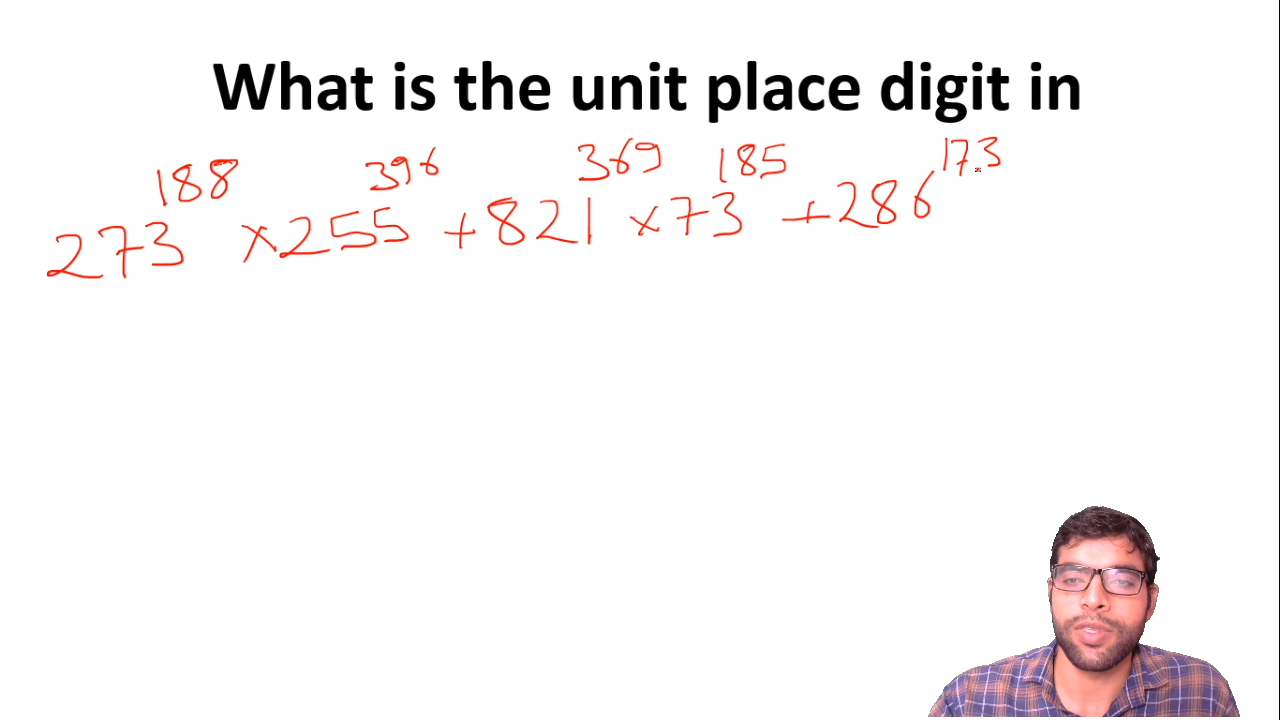 What is the unit place digit in
273^188 × 255^396 + 821^369 × 73^185 + 286^173